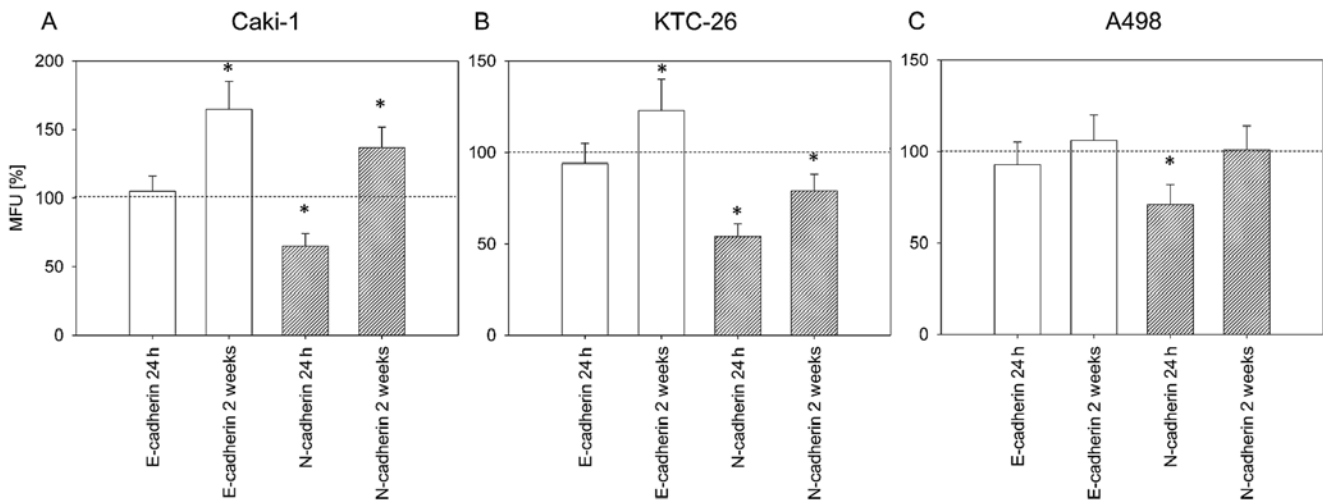 A
Caki-1
B
KTC-26
C
A498
MFU [%]
200
150
100
50
0
*
*
*
E-cadherin 24 h
E-cadherin 2 weeks
N-cadherin 24 h
N-cadherin 2 weeks
150
100
50
0
*
*
*
E-cadherin 24 h
E-cadherin 2 weeks
N-cadherin 24 h
N-cadherin 2 weeks
150
100
50
0
*
E-cadherin 24 h
E-cadherin 2 weeks
N-cadherin 24 h
N-cadherin 2 weeks